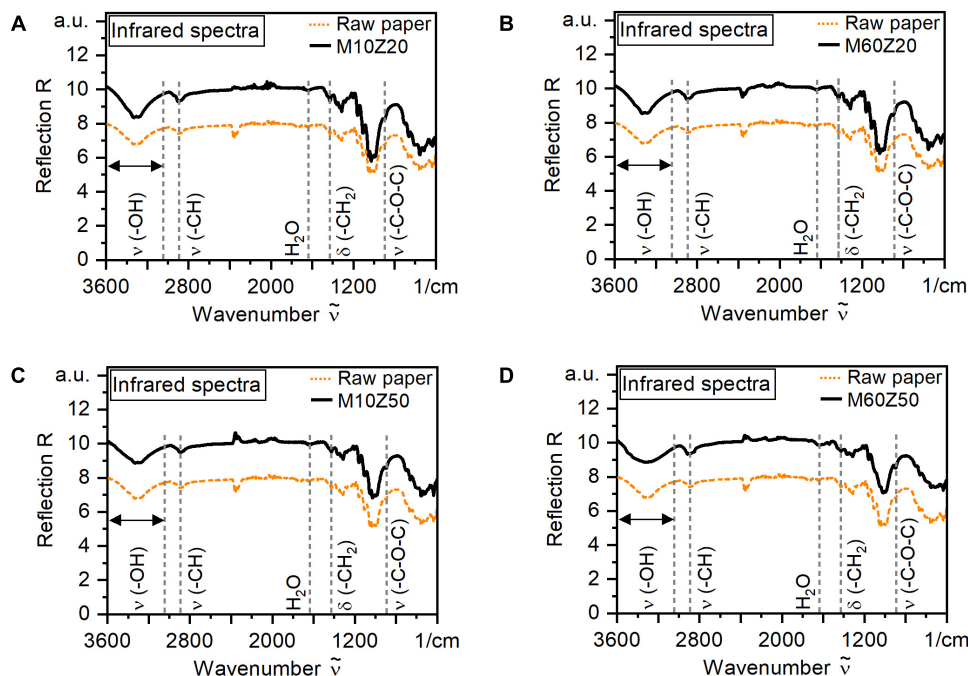 A
a.u.
Infrared spectra
Raw paper
M10Z20
14
12
10
8
6
4
2
0
Reflection R
ν (-OH)
ν (-CH)
H₂O
δ (-CH₂)
ν (-C-O-C)
3600 2800 2000 1200 1/cm
Wavenumber ν̃
B
a.u.
Infrared spectra
Raw paper
M60Z20
14
12
10
8
6
4
2
0
Reflection R
ν (-OH)
ν (-CH)
H₂O
δ (-CH₂)
ν (-C-O-C)
3600 2800 2000 1200 1/cm
Wavenumber ν̃
C
a.u.
Infrared spectra
Raw paper
M10Z50
12
10
8
6
4
2
0
Reflection R
ν (-OH)
ν (-CH)
H₂O
δ (-CH₂)
ν (-C-O-C)
3600 2800 2000 1200 1/cm
Wavenumber ν̃
D
a.u.
Infrared spectra
Raw paper
M60Z50
12
10
8
6
4
2
0
Reflection R
ν (-OH)
ν (-CH)
H₂O
δ (-CH₂)
ν (-C-O-C)
3600 2800 2000 1200 1/cm
Wavenumber ν̃